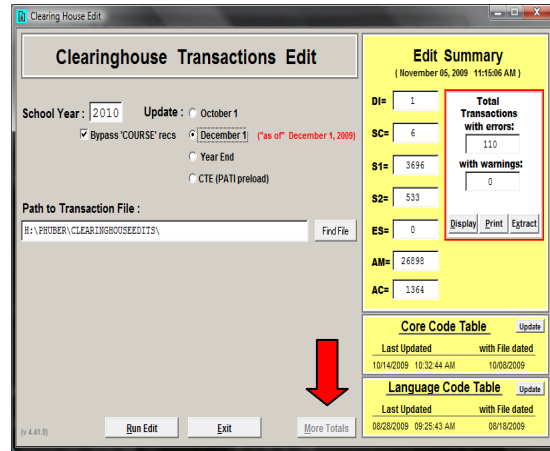 Clearing House Edit
Clearinghouse Transactions Edit
School Year : 2010
Update :
October 1
Bypass 'COURSE' recs
December 1 ("as of" December 1, 2009)
Year End
CTE (PATI preload)
Path to Transaction File :
H:\PHUBER\CLEARINGHOUSEEDITS\
Find File
(v 4.41.0)
Run Edit
Exit
More Totals
Edit Summary
( November 05, 2009 11:15:06 AM )
DI= 1
SC= 6
S1= 3696
S2= 533
ES= 0
AM= 26898
AC= 1364
Total
Transactions
with errors:
110
with warnings:
0
Display Print Extract
Core Code Table Update
Last Updated with File dated
10/14/2009 10:32:44 AM 10/08/2009
Language Code Table Update
Last Updated with File dated
08/28/2009 09:25:43 AM 08/18/2009